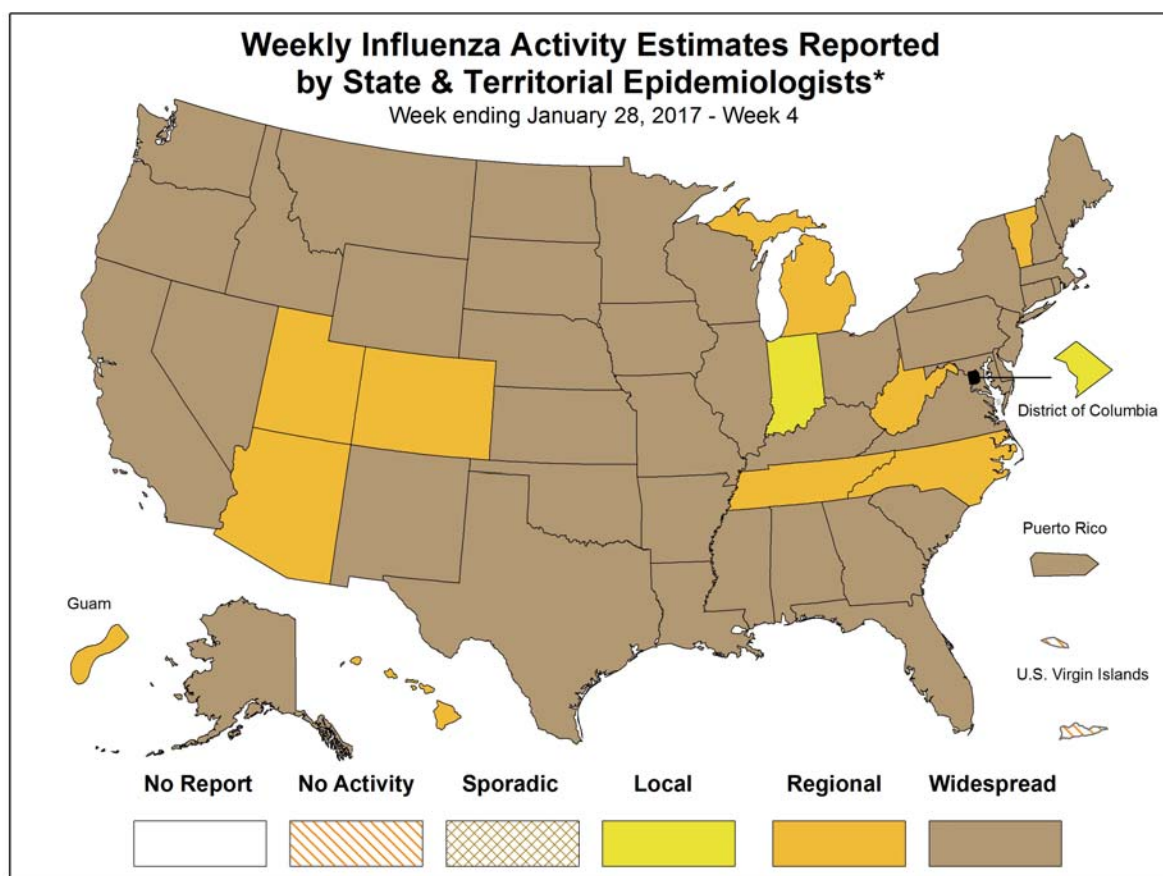 Weekly Influenza Activity Estimates Reported
by State & Territorial Epidemiologists*
Week ending January 28, 2017 - Week 4
District of Columbia
Puerto Rico
Guam
U.S. Virgin Islands
No Report
No Activity
Sporadic
Local
Regional
Widespread